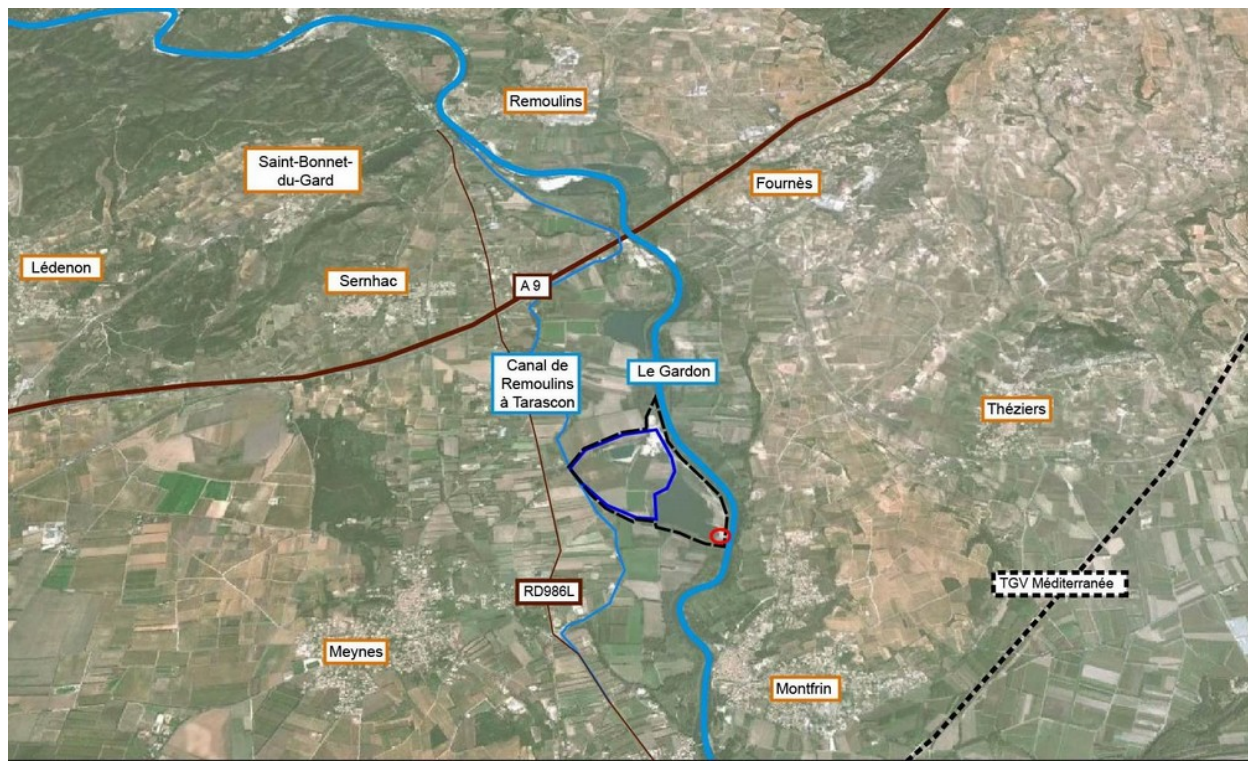 Remoulins
Saint-Bonnet-
du-Gard
Fournès
Lédenon
Sernhac
A 9
Canal de
Remoulins
à Tarascon
Le Gardon
Théziers
TGV Méditerranée
RD986L
Meynes
Montfrin